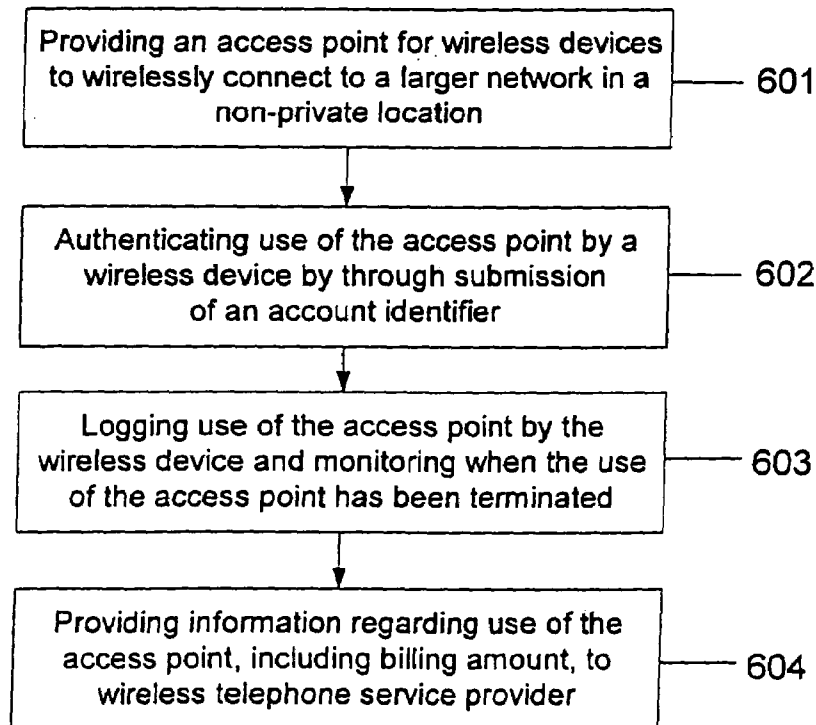 Providing an access point for wireless devices
to wirelessly connect to a larger network in a
non-private location
601
Authenticating use of the access point by a
wireless device by through submission
of an account identifier
602
Logging use of the access point by the
wireless device and monitoring when the use
of the access point has been terminated
603
Providing information regarding use of the
access point, including billing amount, to
wireless telephone service provider
604